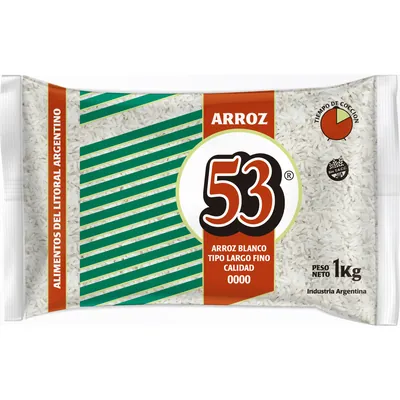 ALIMENTOS DEL LITORAL ARGENTINO
ARROZ
53®
ARROZ BLANCO
TIPO LARGO FINO
CALIDAD
0000
TIEMPO DE COCCION
PESO
NETO 1Kg
Industria Argentina